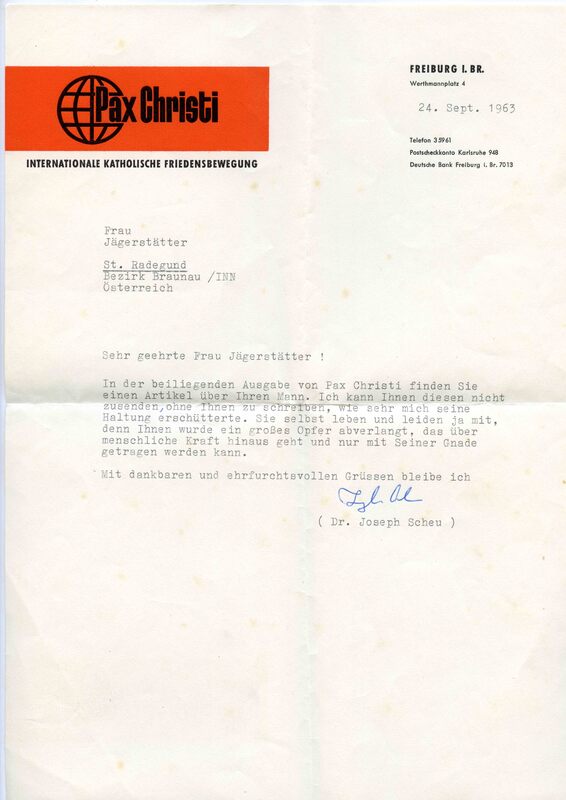 Pax Christi
INTERNATIONALE KATHOLISCHE FRIEDENSBEWEGUNG
FREIBURG I. BR.
Werthmannplatz 4
24. Sept. 1963
Telefon 35961
Postscheckkonto Karlsruhe 948
Deutsche Bank Freiburg i. Br. 7013
Frau
Jägerstätter
St. Radegund
Bezirk Braunau /INN
Österreich
Sehr geehrte Frau Jägerstätter !
In der beiliegenden Ausgabe von Pax Christi finden Sie
einen Artikel über Ihren Mann. Ich kann Ihnen diesen nicht
zusenden,ohne Ihnen zu schreiben, wie sehr mich seine
Haltung erschütterte. Sie selbst leben und leiden ja mit,
denn Ihnen wurde ein großes Opfer abverlangt, das über
menschliche Kraft hinaus geht und nur mit Seiner Gnade
getragen werden kann.
Mit dankbaren und ehrfurchtsvollen Grüssen bleibe ich
( Dr. Joseph Scheu )